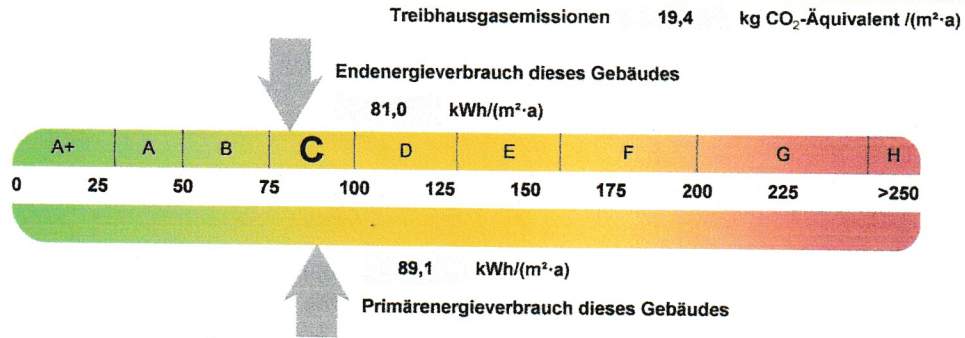 Treibhausgasemissionen 19,4 kg CO₂-Äquivalent /(m²·a)
Endenergieverbrauch dieses Gebäudes
81,0 kWh/(m²·a)
A+ A B C D E F G H
0 25 50 75 100 125 150 175 200 225 >250
89,1 kWh/(m²·a)
Primärenergieverbrauch dieses Gebäudes